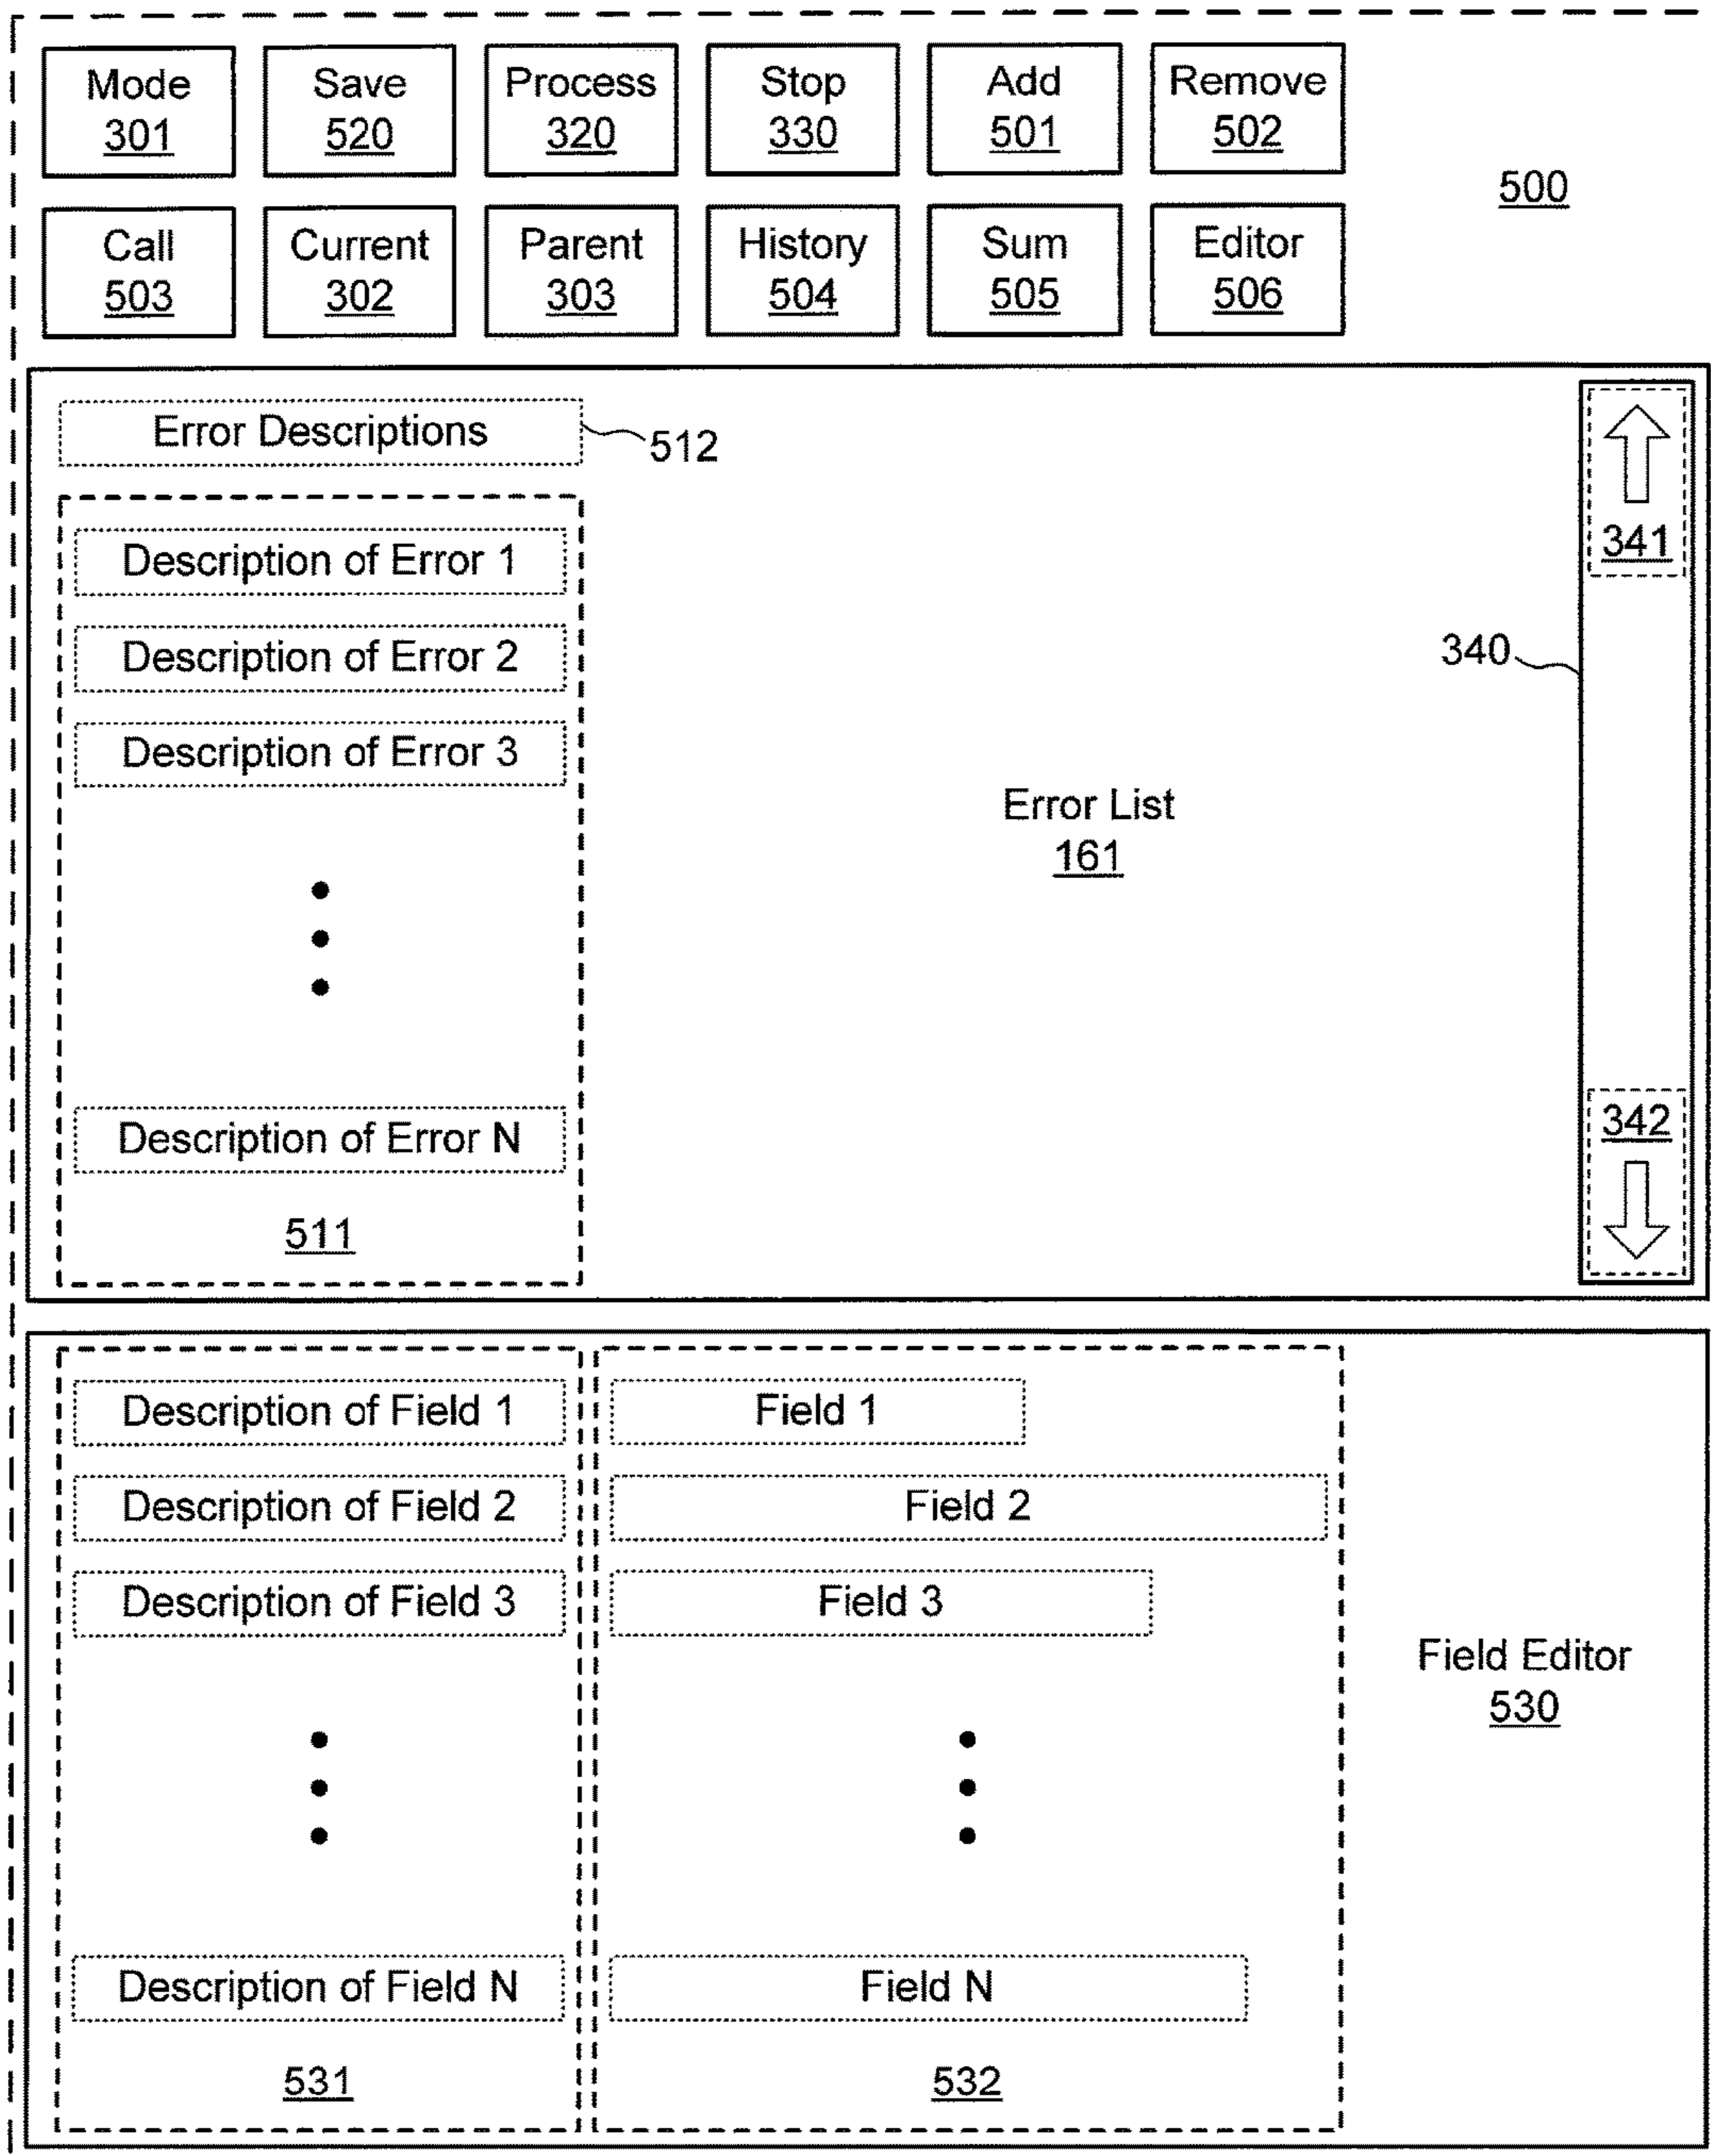 Mode
301
Save
520
Process
320
Stop
330
Add
501
Remove
502
500
Call
503
Current
302
Parent
303
History
504
Sum
505
Editor
506
Error Descriptions
512
341
Description of Error 1
Description of Error 2
340
Description of Error 3
Error List
161
Description of Error N
342
511
Description of Field 1
Field 1
Description of Field 2
Field 2
Description of Field 3
Field 3
Field Editor
530
Description of Field N
Field N
531
532